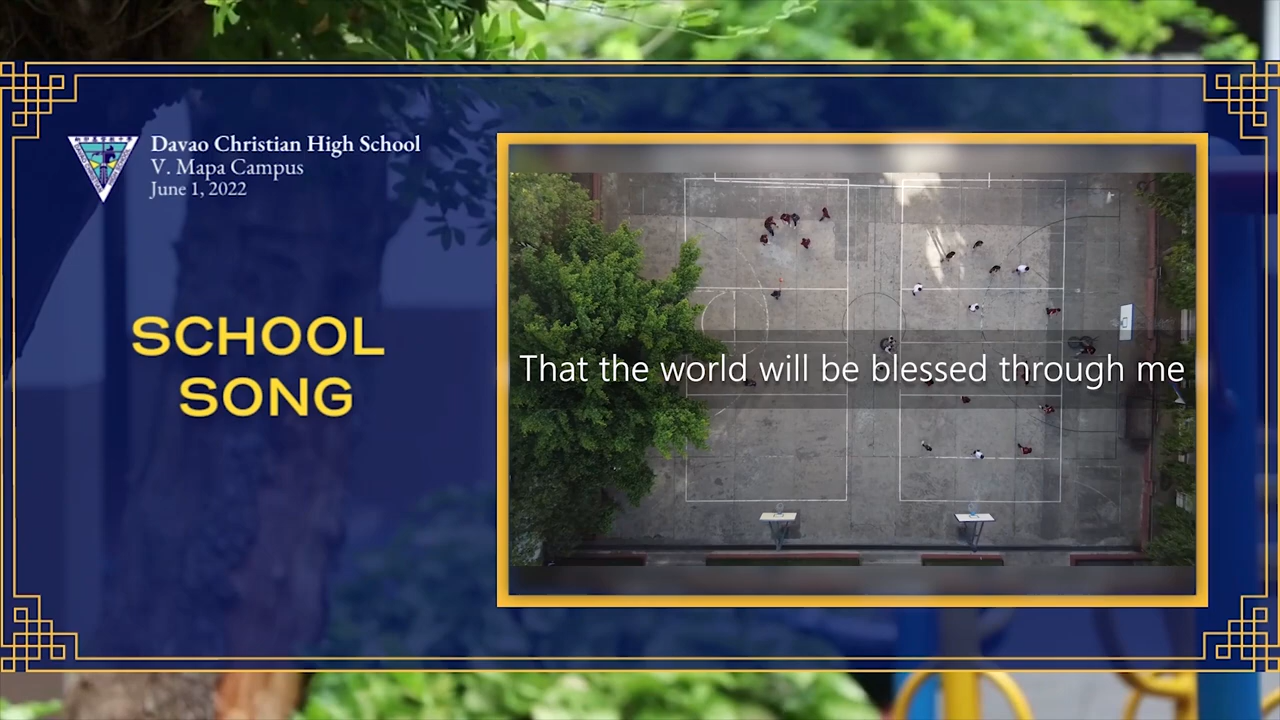 Davao Christian High School
V. Mapa Campus
June 1, 2022
SCHOOL
SONG
That the world will be blessed through me